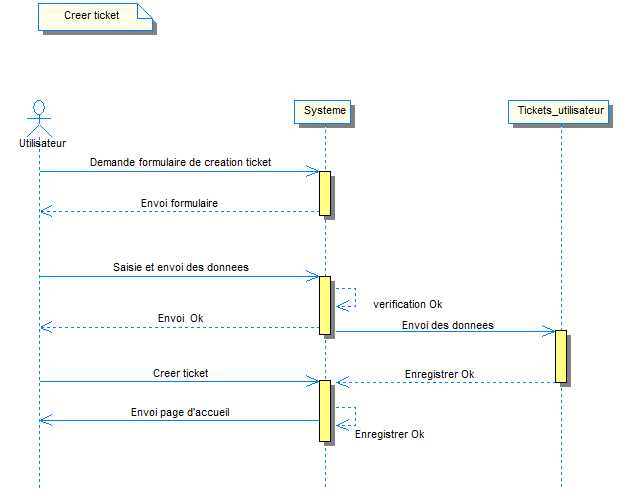 Creer ticket
Systeme
Tickets_utilisateur
Utilisateur
Demande formulaire de creation ticket
Envoi formulaire
Saisie et envoi des donnees
verification Ok
Envoi Ok
Envoi des donnees
Creer ticket
Enregistrer Ok
Envoi page d'accueil
Enregistrer Ok